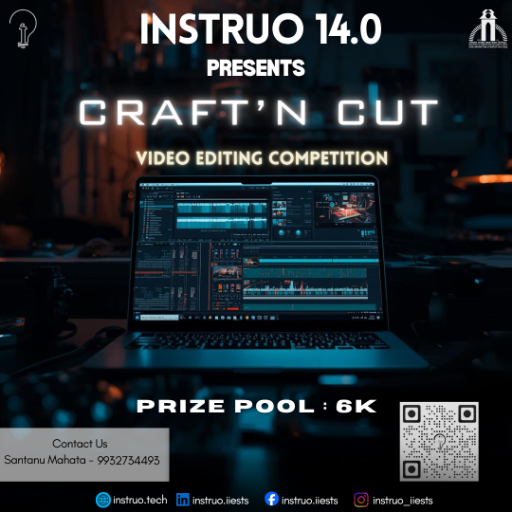 INSTRUO 14.0
PRESENTS
CRAFT'N CUT
VIDEO EDITING COMPETITION
PRIZE POOL : 6K
Contact Us
Santanu Mahata - 9932734493
instruo.tech instruo.iiests instruo.iiests instruo_iiests